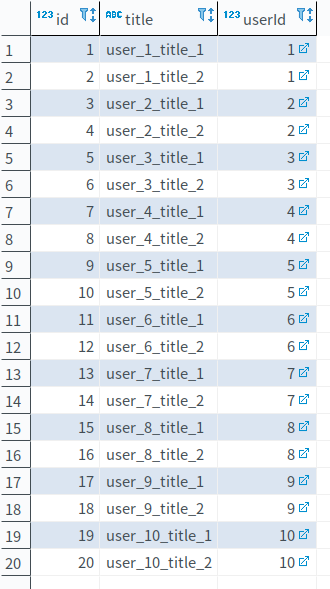 123 id ABC title 123 userId
1 1 user_1_title_1 1
2 2 user_1_title_2 1
3 3 user_2_title_1 2
4 4 user_2_title_2 2
5 5 user_3_title_1 3
6 6 user_3_title_2 3
7 7 user_4_title_1 4
8 8 user_4_title_2 4
9 9 user_5_title_1 5
10 10 user_5_title_2 5
11 11 user_6_title_1 6
12 12 user_6_title_2 6
13 13 user_7_title_1 7
14 14 user_7_title_2 7
15 15 user_8_title_1 8
16 16 user_8_title_2 8
17 17 user_9_title_1 9
18 18 user_9_title_2 9
19 19 user_10_title_1 10
20 20 user_10_title_2 10